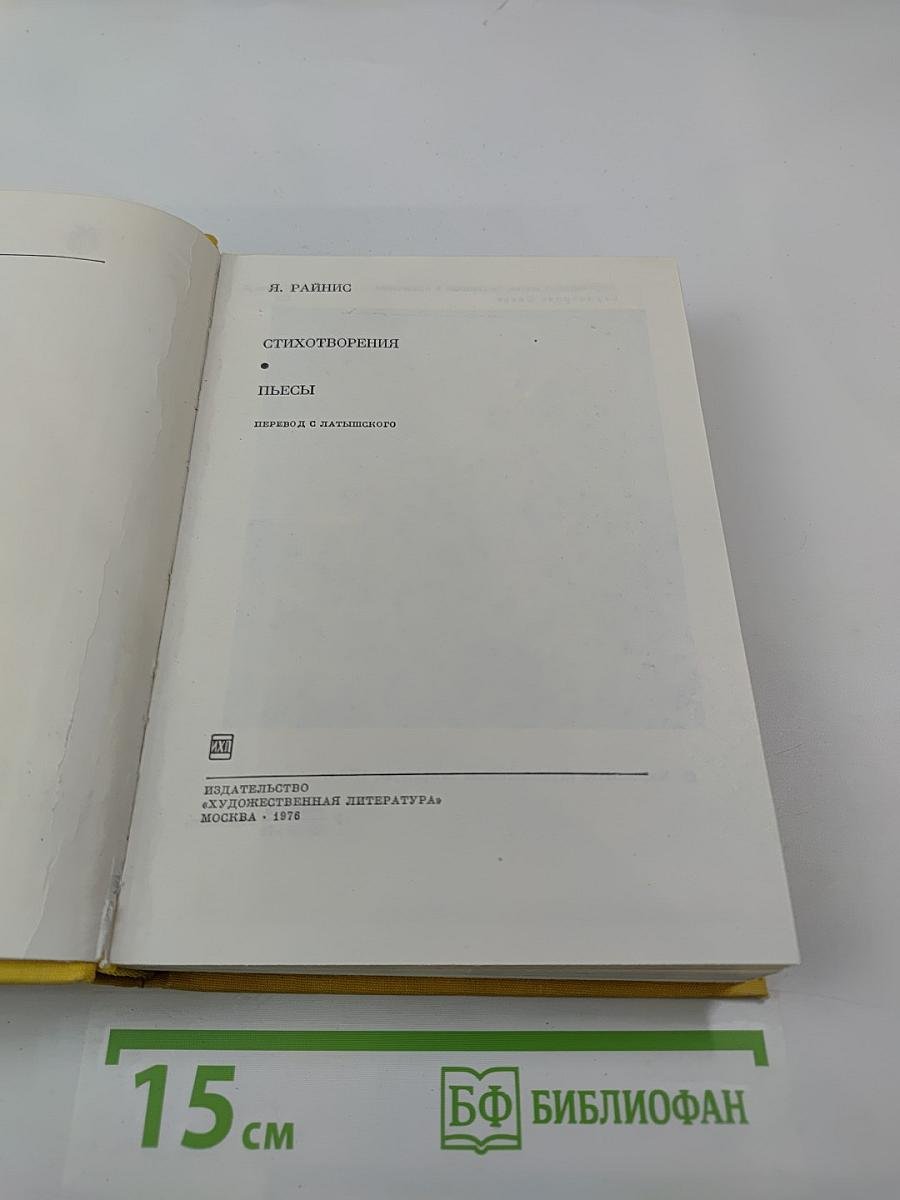 Я. РАЙНИС
СТИХОТВОРЕНИЯ
•
ПЬЕСЫ
ПЕРЕВОД С ЛАТЫШСКОГО
ИХЛ
ИЗДАТЕЛЬСТВО
«ХУДОЖЕСТВЕННАЯ ЛИТЕРАТУРА»
МОСКВА · 1976
15 СМ
БФ БИБЛИОФАН